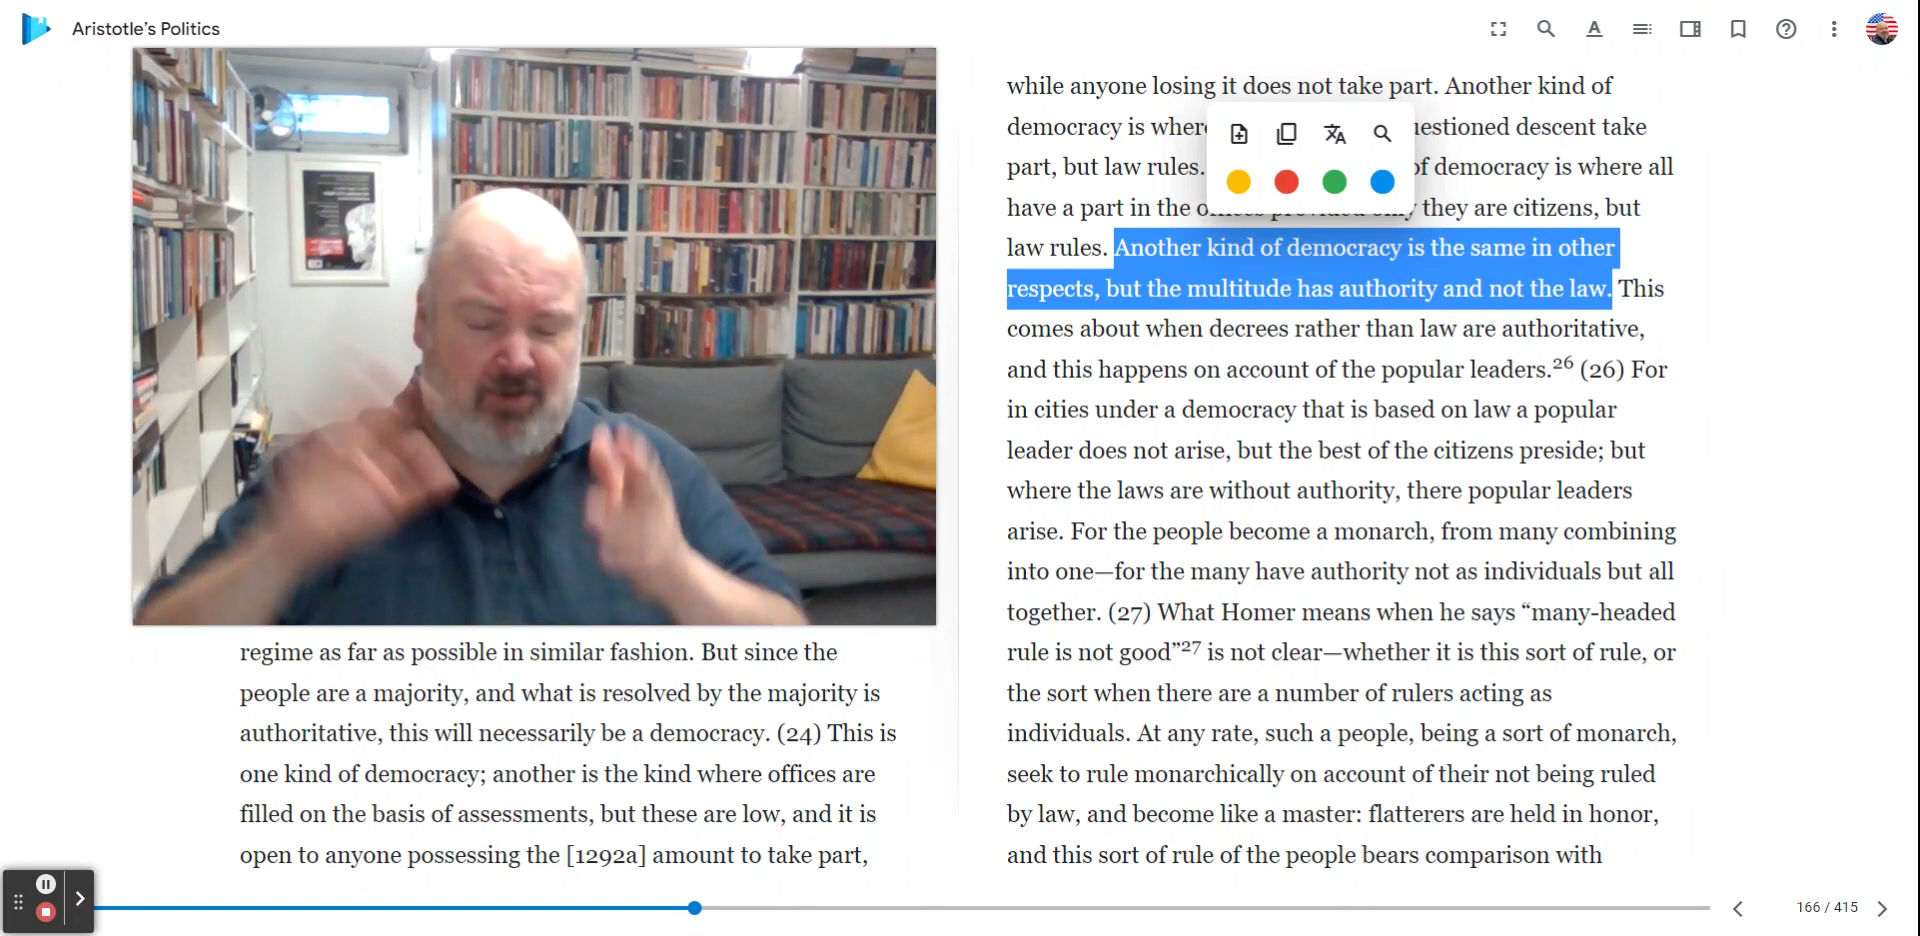 Aristotle’s Politics
regime as far as possible in similar fashion. But since the
people are a majority, and what is resolved by the majority is
authoritative, this will necessarily be a democracy. (24) This is
one kind of democracy; another is the kind where offices are
filled on the basis of assessments, but these are low, and it is
open to anyone possessing the [1292a] amount to take part,
while anyone losing it does not take part. Another kind of
democracy is where uestioned descent take
part, but law rules. of democracy is where all
have a part in the offices provided only they are citizens, but
law rules. Another kind of democracy is the same in other
respects, but the multitude has authority and not the law. This
comes about when decrees rather than law are authoritative,
and this happens on account of the popular leaders.26 (26) For
in cities under a democracy that is based on law a popular
leader does not arise, but the best of the citizens preside; but
where the laws are without authority, there popular leaders
arise. For the people become a monarch, from many combining
into one—for the many have authority not as individuals but all
together. (27) What Homer means when he says “many-headed
rule is not good”27 is not clear—whether it is this sort of rule, or
the sort when there are a number of rulers acting as
individuals. At any rate, such a people, being a sort of monarch,
seek to rule monarchically on account of their not being ruled
by law, and become like a master: flatterers are held in honor,
and this sort of rule of the people bears comparison with
166 / 415